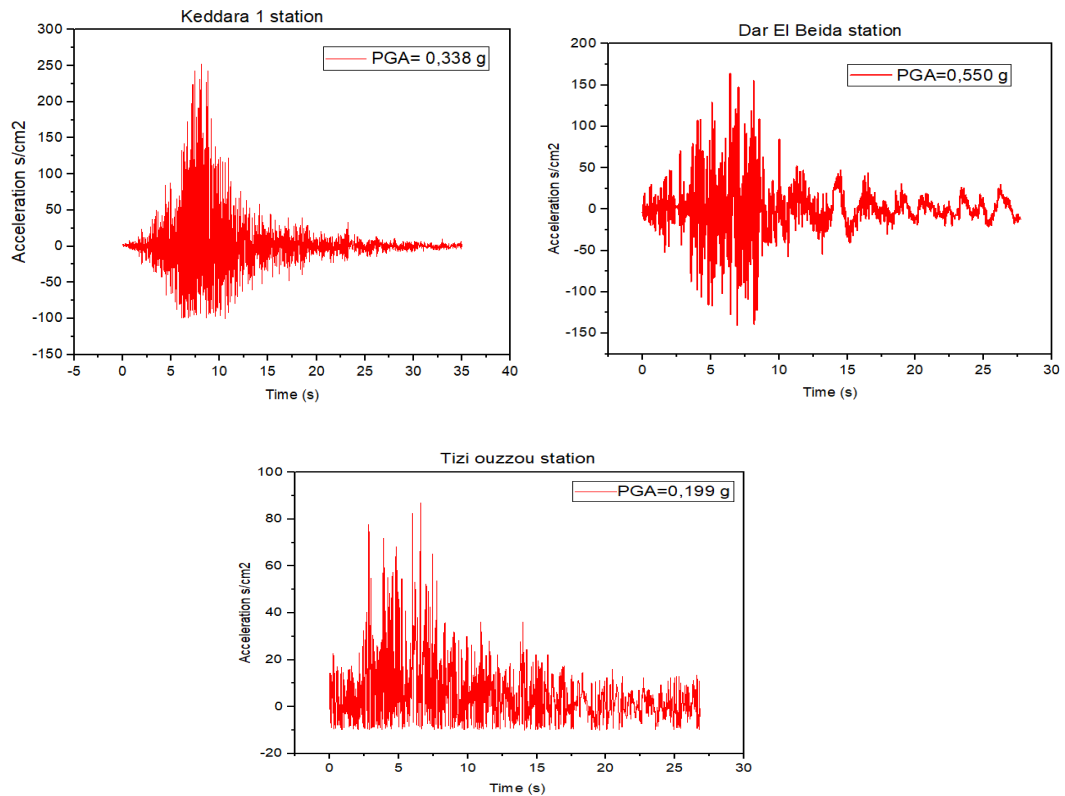 Keddara 1 station
PGA= 0,338 g
Acceleration s/cm2
300
250
200
150
100
50
0
-50
-100
-150
-5 0 5 10 15 20 25 30 35 40
Time (s)
Dar El Beida station
PGA=0,550 g
Acceleration s/cm2
200
150
100
50
0
-50
-100
-150
0 5 10 15 20 25 30
Time (s)
Tizi ouzzou station
PGA=0,199 g
Acceleration s/cm2
100
80
60
40
20
0
-20
0 5 10 15 20 25 30
Time (s)